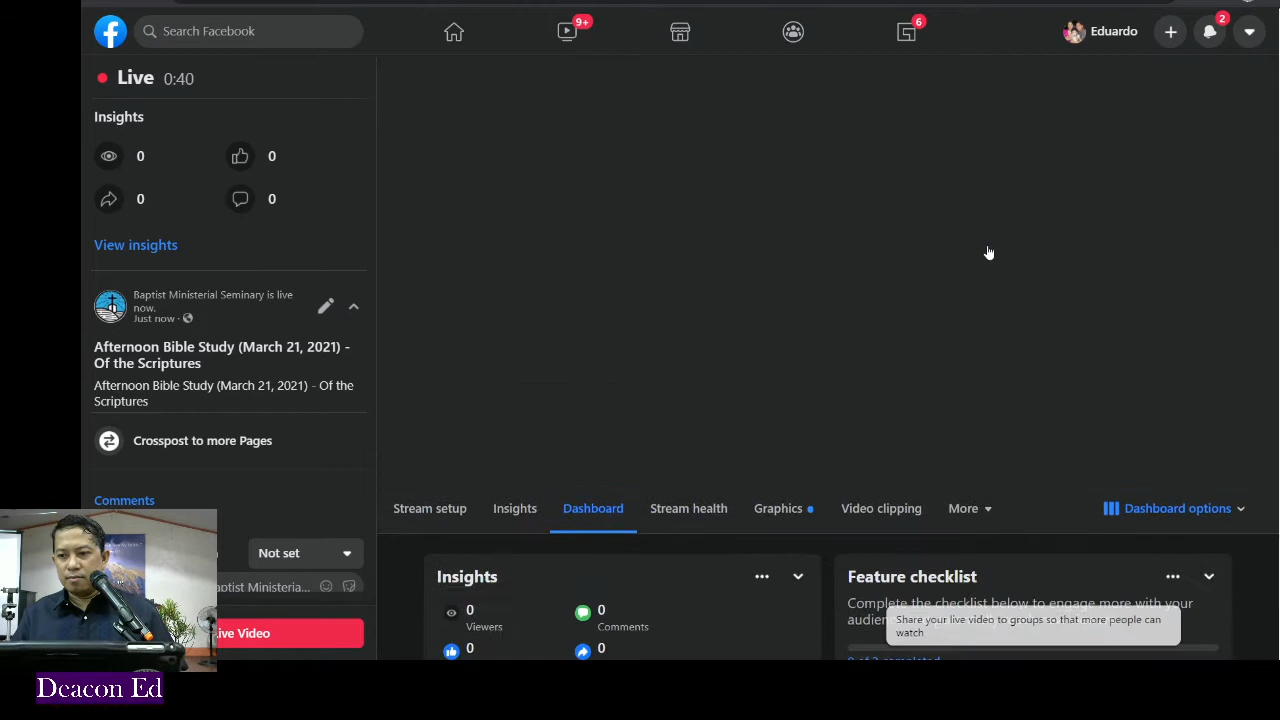 Search Facebook
9+
6
Eduardo
2
Live 0:40
Insights
0 0
0 0
View insights
Baptist Ministerial Seminary is live
now.
Just now ·
Afternoon Bible Study (March 21, 2021) -
Of the Scriptures
Afternoon Bible Study (March 21, 2021) - Of the
Scriptures
Crosspost to more Pages
Comments
Not set
aptist Ministeria...
ive Video
Stream setup Insights Dashboard Stream health Graphics Video clipping More Dashboard options
Insights
0 0
Viewers Comments
0 0
Feature checklist
Complete the checklist below to engage more with your
Share your live video to groups so that more people can
watch
Deacon Ed